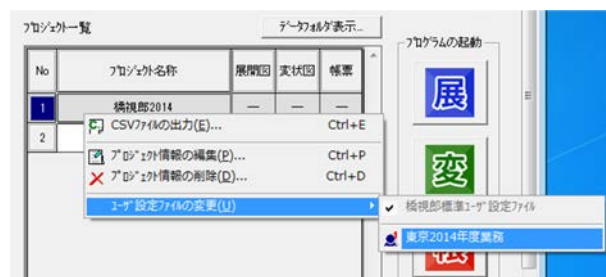 ﾌﾟﾛｼﾞｪｸﾄ一覧
ﾃﾞｰﾀﾌｫﾙﾀﾞ表示...
ﾌﾟﾛｸﾞﾗﾑの起動
No ﾌﾟﾛｼﾞｪｸﾄ名称 展開図 変状図 帳票
1 橋視郎2014 — — —
2
展
変
CSVﾌｧｲﾙの出力(E)... Ctrl+E
ﾌﾟﾛｼﾞｪｸﾄ情報の編集(P)... Ctrl+P
ﾌﾟﾛｼﾞｪｸﾄ情報の削除(D)... Ctrl+D
ﾕｰｻﾞ設定ﾌｧｲﾙの変更(U)
橋視郎標準ﾕｰｻﾞ設定ﾌｧｲﾙ
東京2014年度業務